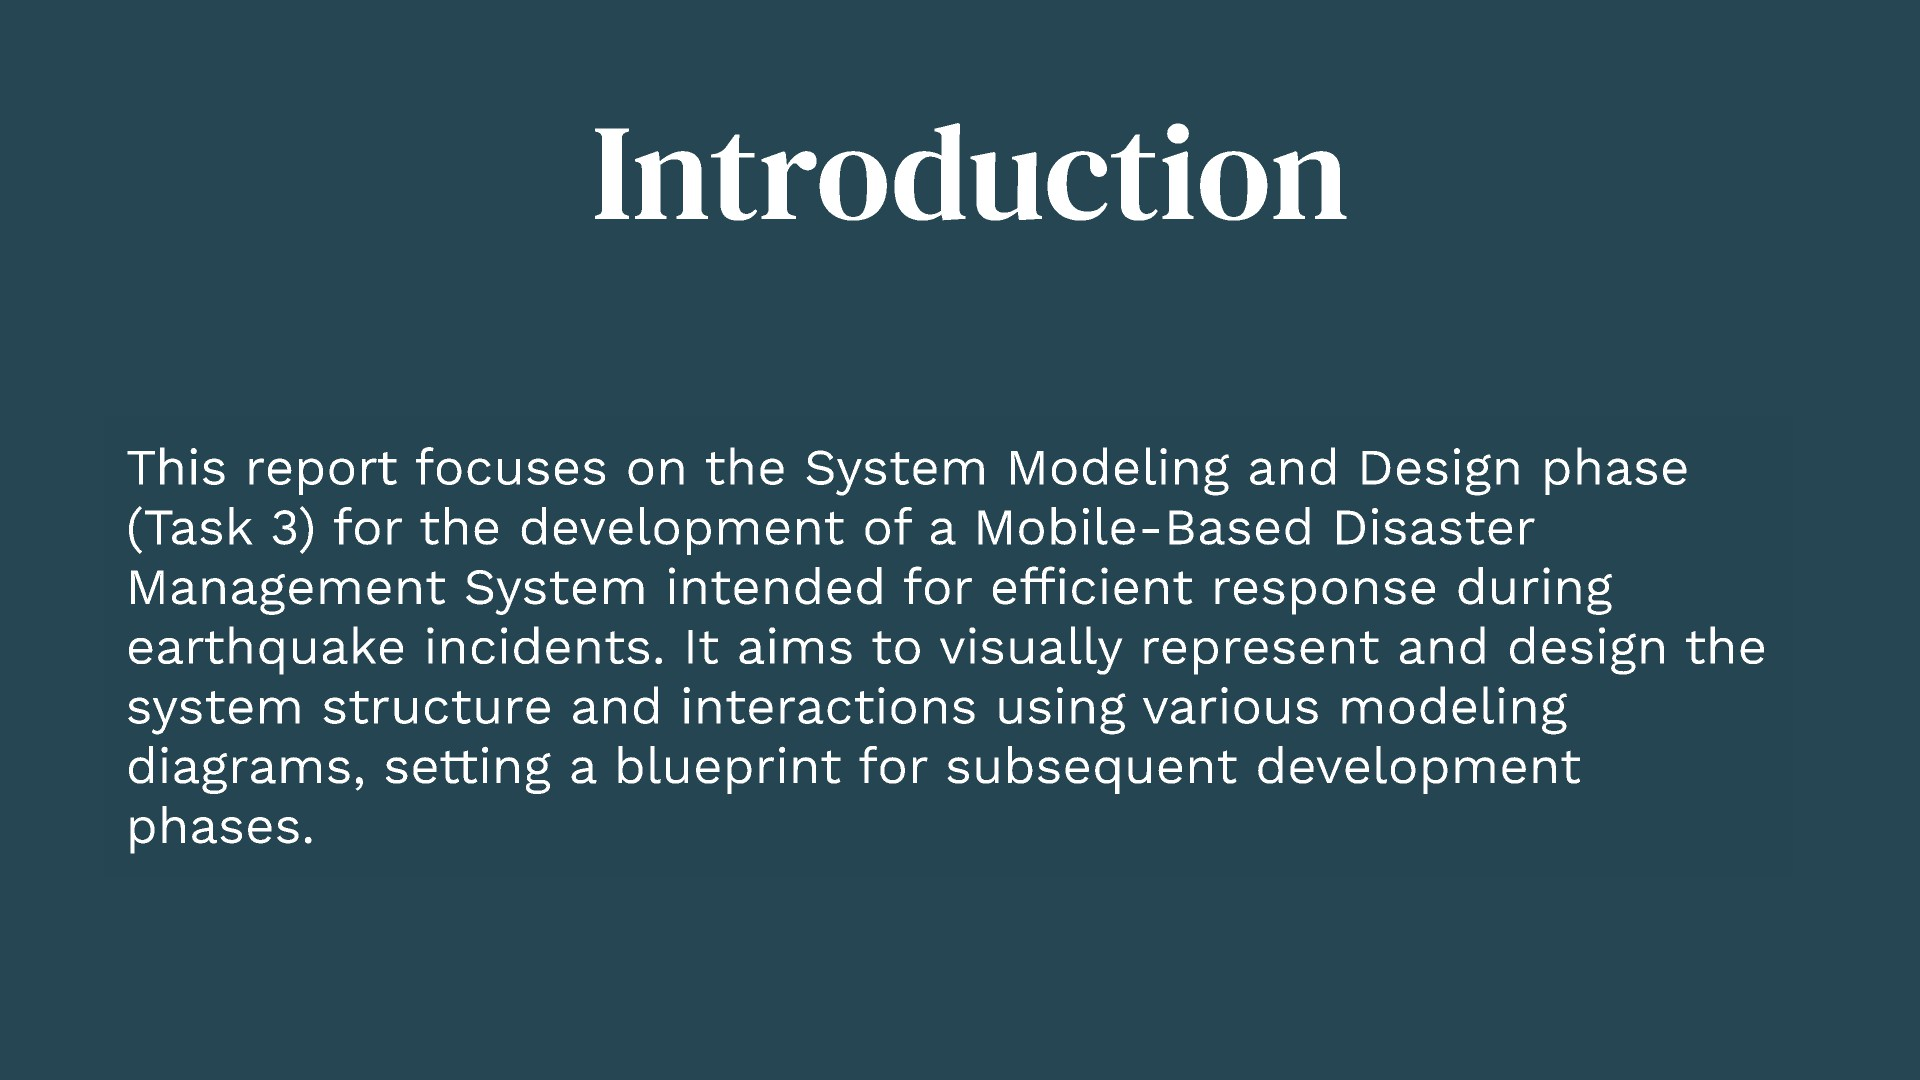 Introduction
This report focuses on the System Modeling and Design phase
(Task 3) for the development of a Mobile-Based Disaster
Management System intended for efficient response during
earthquake incidents. It aims to visually represent and design the
system structure and interactions using various modeling
diagrams, setting a blueprint for subsequent development
phases.